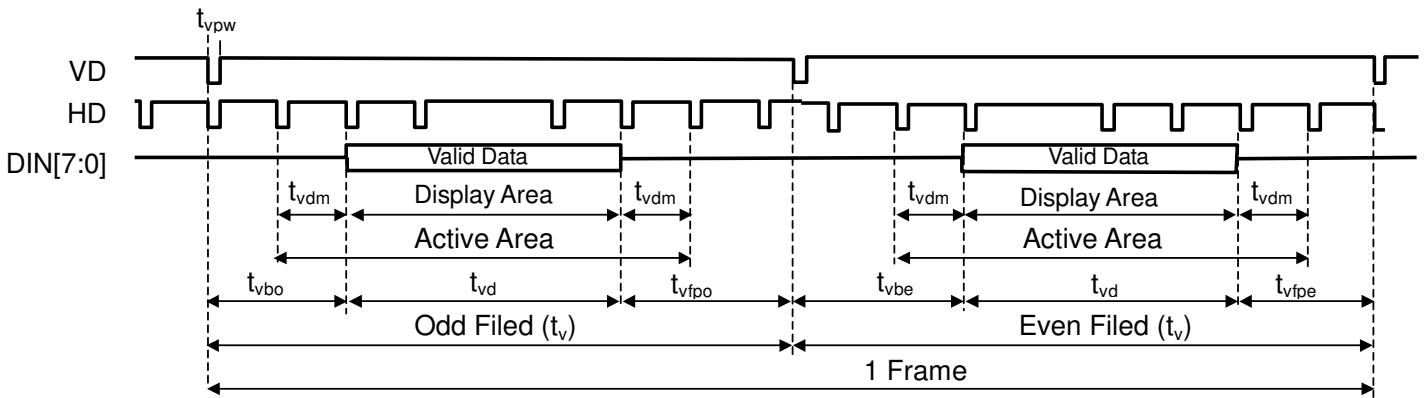 tvpw
VD
HD
DIN[7:0]
Valid Data Valid Data
tvdm Display Area tvdm tvdm Display Area tvdm
Active Area Active Area
tvbo tvd tvfpo tvbe tvd tvfpe
Odd Filed (tv) Even Filed (tv)
1 Frame